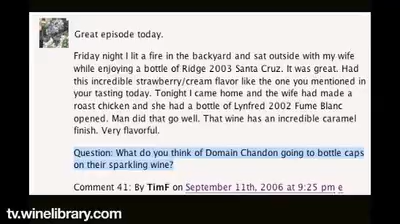 Great episode today.
Friday night I lit a fire in the backyard and sat outside with my wife
while enjoying a bottle of Ridge 2003 Santa Cruz. It was great. Had
this incredible strawberry/cream flavor like the one you mentioned in
your tasting today. Tonight I came home and the wife had made a
roast chicken and she had a bottle of Lynfred 2002 Fume Blanc
opened. Man did that go well. That wine has an incredible caramel
finish. Very flavorful.
Question: What do you think of Domain Chandon going to bottle caps
on their sparkling wine?
Comment 41: By TimF on September 11th, 2006 at 9:25 pm e
tv.winelibrary.com